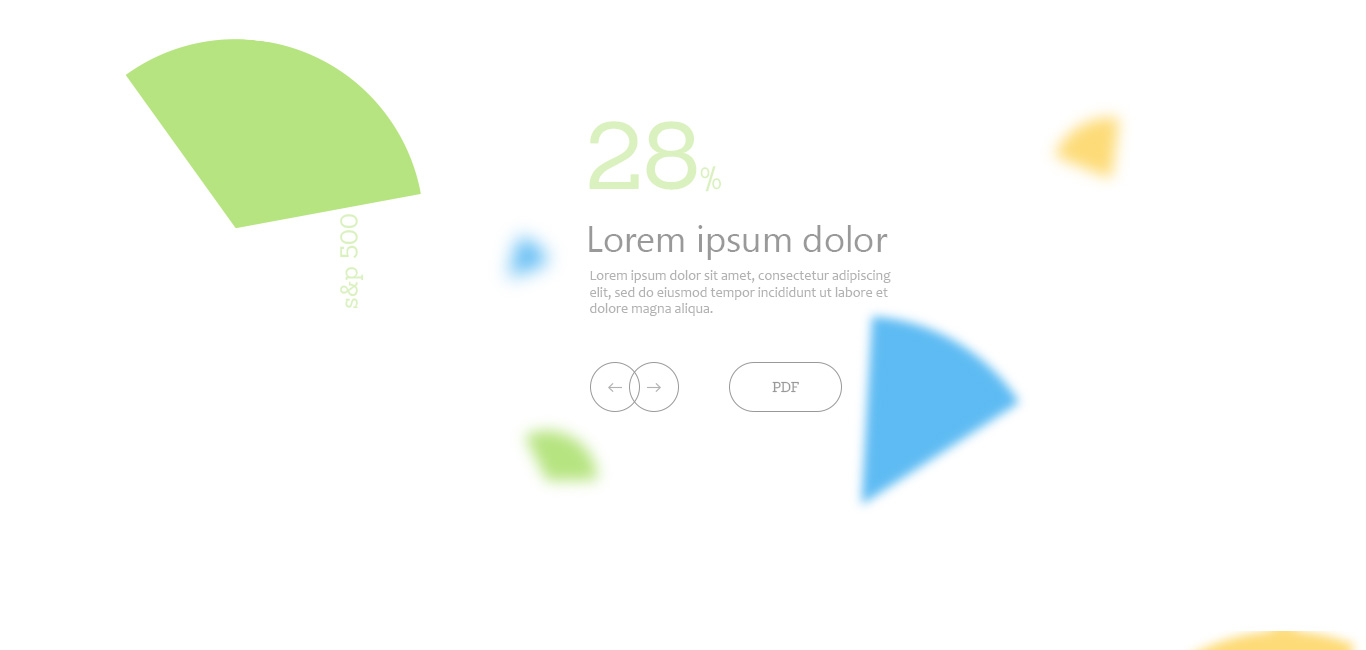 28%
s&p 500
Lorem ipsum dolor
Lorem ipsum dolor sit amet, consectetur adipiscing
elit, sed do eiusmod tempor incididunt ut labore et
dolore magna aliqua.
← → PDF